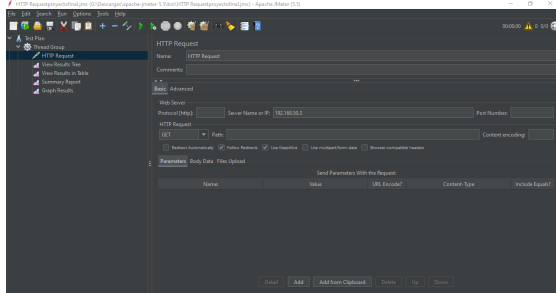 HTTP Requestproyectofinal.jmx (G:\Descargas\apache-jmeter-5.5\bin\HTTP Requestproyectofinal.jmx) - Apache JMeter (5.5)
File Edit Search Run Options Tools Help
00:00:00 0 0/0
Test Plan
Thread Group
HTTP Request
View Results Tree
View Results in Table
Summary Report
Graph Results
HTTP Request
Name: HTTP Request
Comments:
Basic Advanced
Web Server
Protocol [http]: Server Name or IP: 192.168.50.3 Port Number:
HTTP Request
GET Path: Content encoding:
Redirect Automatically Follow Redirects Use KeepAlive Use multipart/form-data Browser-compatible headers
Parameters Body Data Files Upload
Send Parameters With the Request:
Name: Value URL Encode? Content-Type Include Equals?
Detail Add Add from Clipboard Delete Up Down